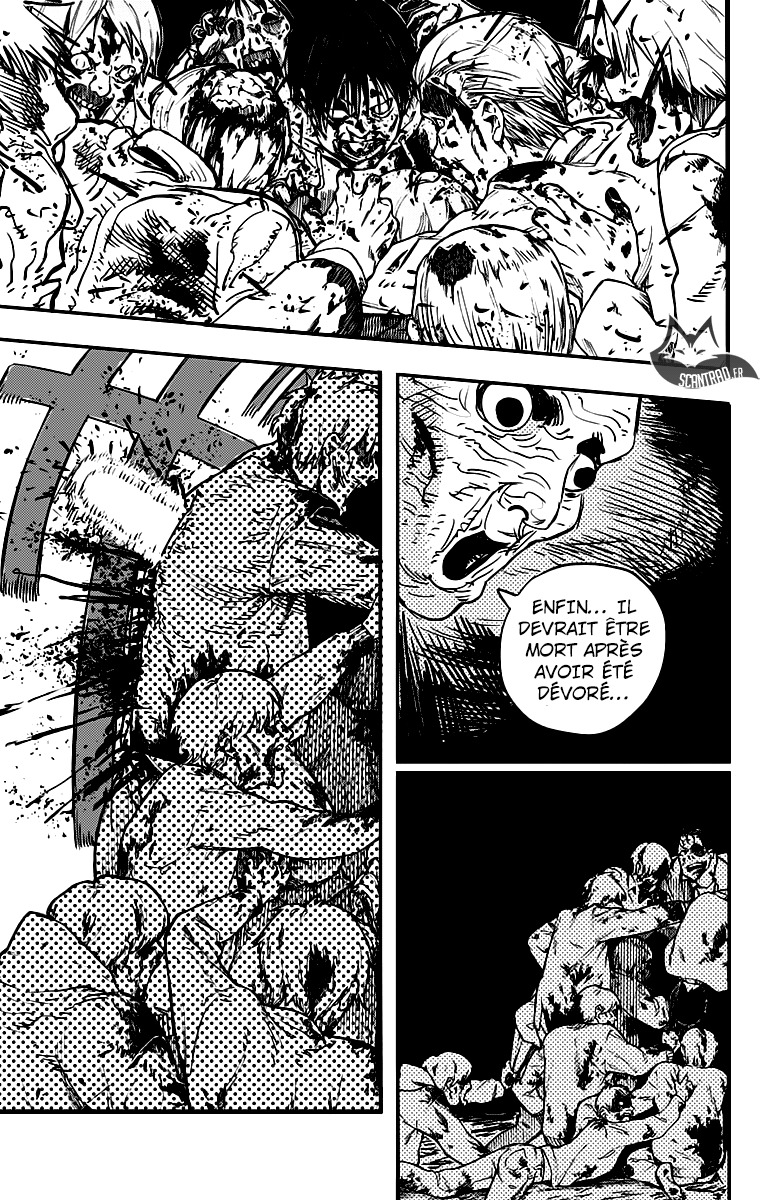 SCANTRAD.FR
ENFIN... IL
DEVRAIT ÊTRE
MORT APRÈS
AVOIR ÉTÉ
DÉVORÉ...